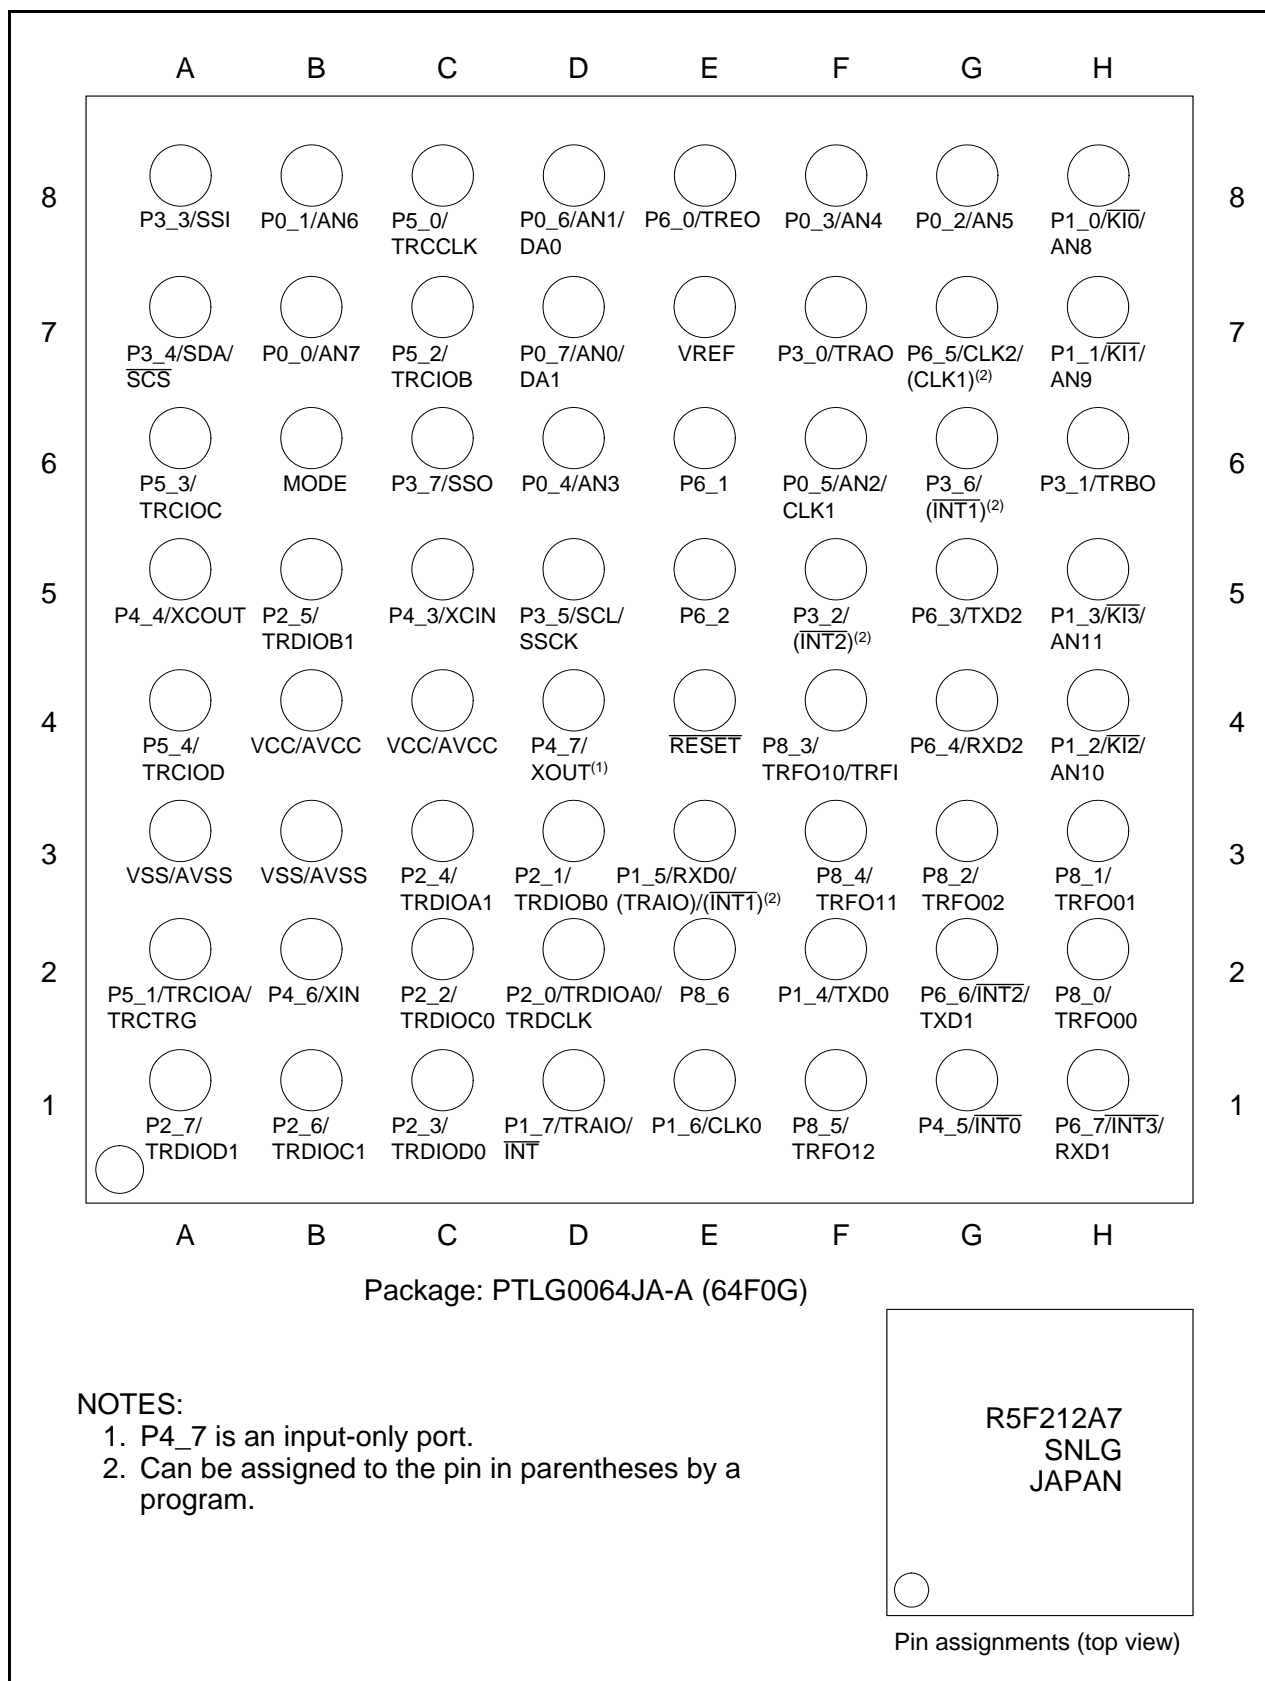 A B C D E F G H
8 8
P3_3/SSI P0_1/AN6 P5_0/ P0_6/AN1/ P6_0/TREO P0_3/AN4 P0_2/AN5 P1_0/KI0/
TRCCLK DA0 AN8
7 7
P3_4/SDA/ P0_0/AN7 P5_2/ P0_7/AN0/ VREF P3_0/TRAO P6_5/CLK2/ P1_1/KI1/
SCS TRCIOB DA1 (CLK1)(2) AN9
6 6
P5_3/ MODE P3_7/SSO P0_4/AN3 P6_1 P0_5/AN2/ P3_6/ P3_1/TRBO
TRCIOC CLK1 (INT1)(2)
5 5
P4_4/XCOUT P2_5/ P4_3/XCIN P3_5/SCL/ P6_2 P3_2/ P6_3/TXD2 P1_3/KI3/
TRDIOB1 SSCK (INT2)(2) AN11
4 4
P5_4/ VCC/AVCC VCC/AVCC P4_7/ RESET P8_3/ P6_4/RXD2 P1_2/KI2/
TRCIOD XOUT(1) TRFO10/TRFI AN10
3 3
VSS/AVSS VSS/AVSS P2_4/ P2_1/ P1_5/RXD0/ P8_4/ P8_2/ P8_1/
TRDIOA1 TRDIOB0 (TRAIO)/(INT1)(2) TRFO11 TRFO02 TRFO01
2 2
P5_1/TRCIOA/ P4_6/XIN P2_2/ P2_0/TRDIOA0/ P8_6 P1_4/TXD0 P6_6/INT2/ P8_0/
TRCTRG TRDIOC0 TRDCLK TXD1 TRFO00
1 1
P2_7/ P2_6/ P2_3/ P1_7/TRAIO/ P1_6/CLK0 P8_5/ P4_5/INT0 P6_7/INT3/
TRDIOD1 TRDIOC1 TRDIOD0 INT TRFO12 RXD1
A B C D E F G H
Package: PTLG0064JA-A (64F0G)
NOTES:
1. P4_7 is an input-only port.
2. Can be assigned to the pin in parentheses by a
program.
R5F212A7
SNLG
JAPAN
Pin assignments (top view)